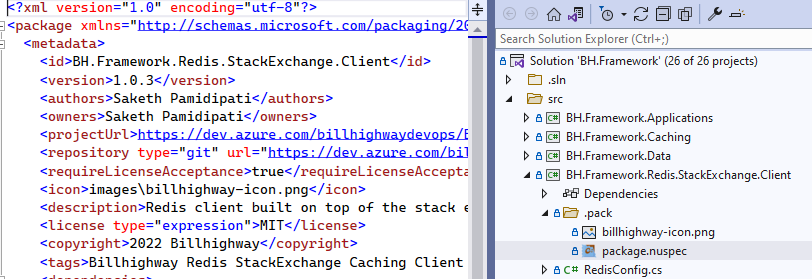 <?xml version="1.0" encoding="utf-8"?>
<package xmlns="http://schemas.microsoft.com/packaging/20
<metadata>
<id>BH.Framework.Redis.StackExchange.Client</id>
<version>1.0.3</version>
<authors>Saketh Pamidipati</authors>
<owners>Saketh Pamidipati</owners>
<projectUrl>https://dev.azure.com/billhighwaydevops/B
<repository type="git" url="https://dev.azure.com/bil
<requireLicenseAcceptance>true</requireLicenseAccepta
<icon>images\billhighway-icon.png</icon>
<description>Redis client built on top of the stack e
<license type="expression">MIT</license>
<copyright>2022 Billhighway</copyright>
<tags>Billhighway Redis StackExchange Caching Client
Search Solution Explorer (Ctrl+;)
Solution 'BH.Framework' (26 of 26 projects)
.sln
src
C# BH.Framework.Applications
C# BH.Framework.Caching
C# BH.Framework.Data
C# BH.Framework.Redis.StackExchange.Client
Dependencies
.pack
billhighway-icon.png
package.nuspec
C# RedisConfig.cs